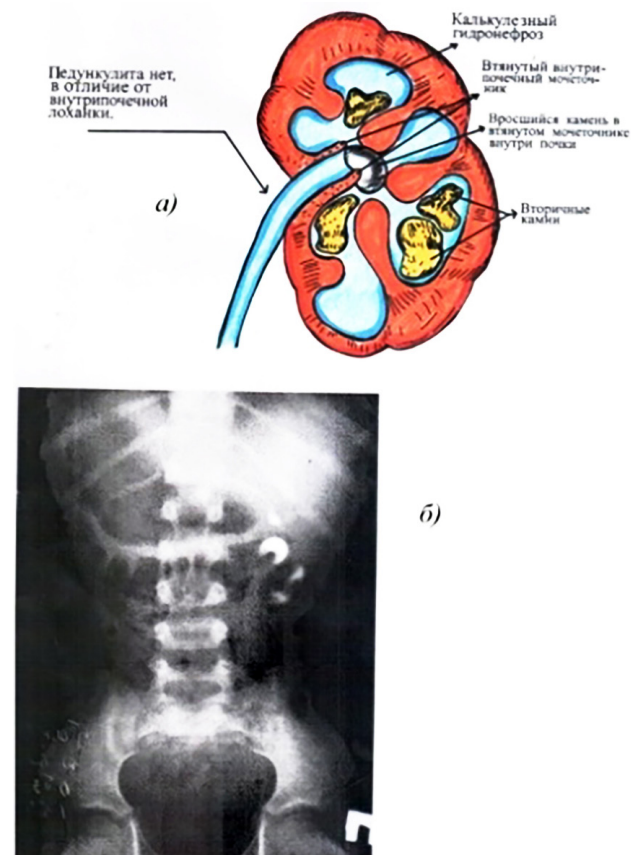 Калькулезный
гидронефроз
Педункулита нет,
в отличие от
внутрипочечной
лоханки.
Втянутый внутри-
почечный мочеточ-
ник
Вросшийся камень в
втянутом мочеточнике
внутри почки
а)
Вторичные
камни
б)